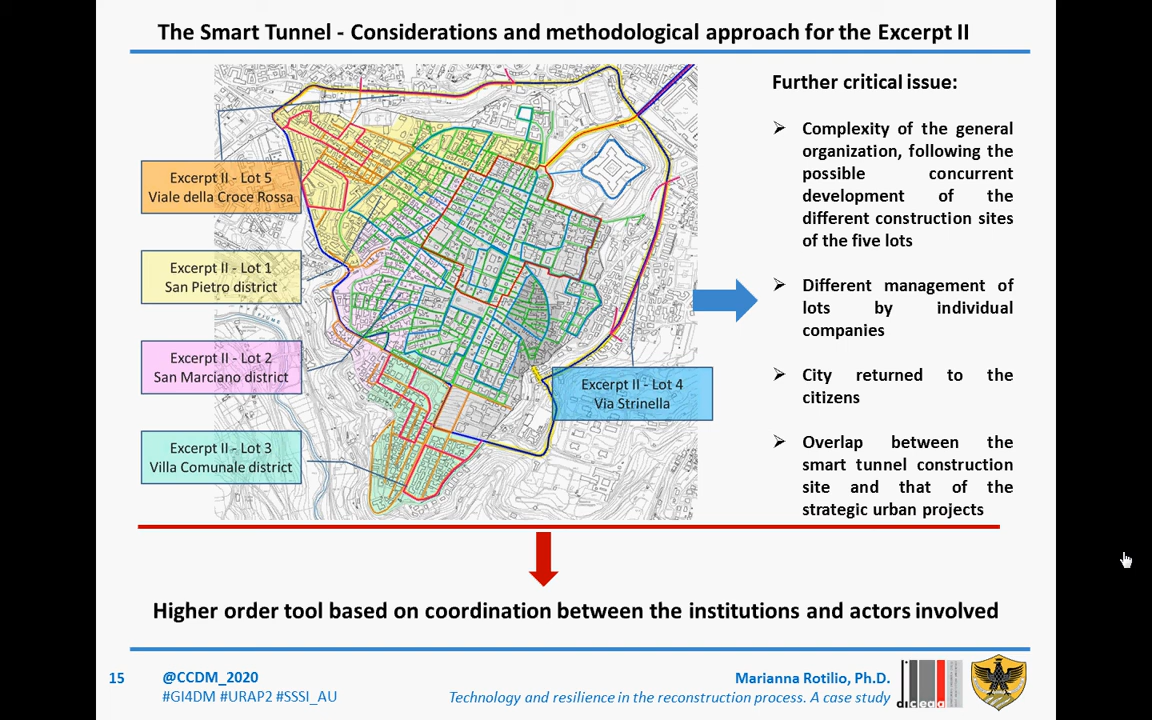 The Smart Tunnel - Considerations and methodological approach for the Excerpt II
Excerpt II - Lot 5
Viale della Croce Rossa
Excerpt II - Lot 1
San Pietro district
Excerpt II - Lot 2
San Marciano district
Excerpt II - Lot 3
Villa Comunale district
Excerpt II - Lot 4
Via Strinella
Further critical issue:
➢ Complexity of the general
organization, following the
possible concurrent
development of the
different construction sites
of the five lots
➢ Different management of
lots by individual
companies
➢ City returned to the
citizens
➢ Overlap between the
smart tunnel construction
site and that of the
strategic urban projects
Higher order tool based on coordination between the institutions and actors involved
15
@CCDM_2020
#GI4DM #URAP2 #SSSI_AU
Marianna Rotilio, Ph.D.
Technology and resilience in the reconstruction process. A case study
diceaa